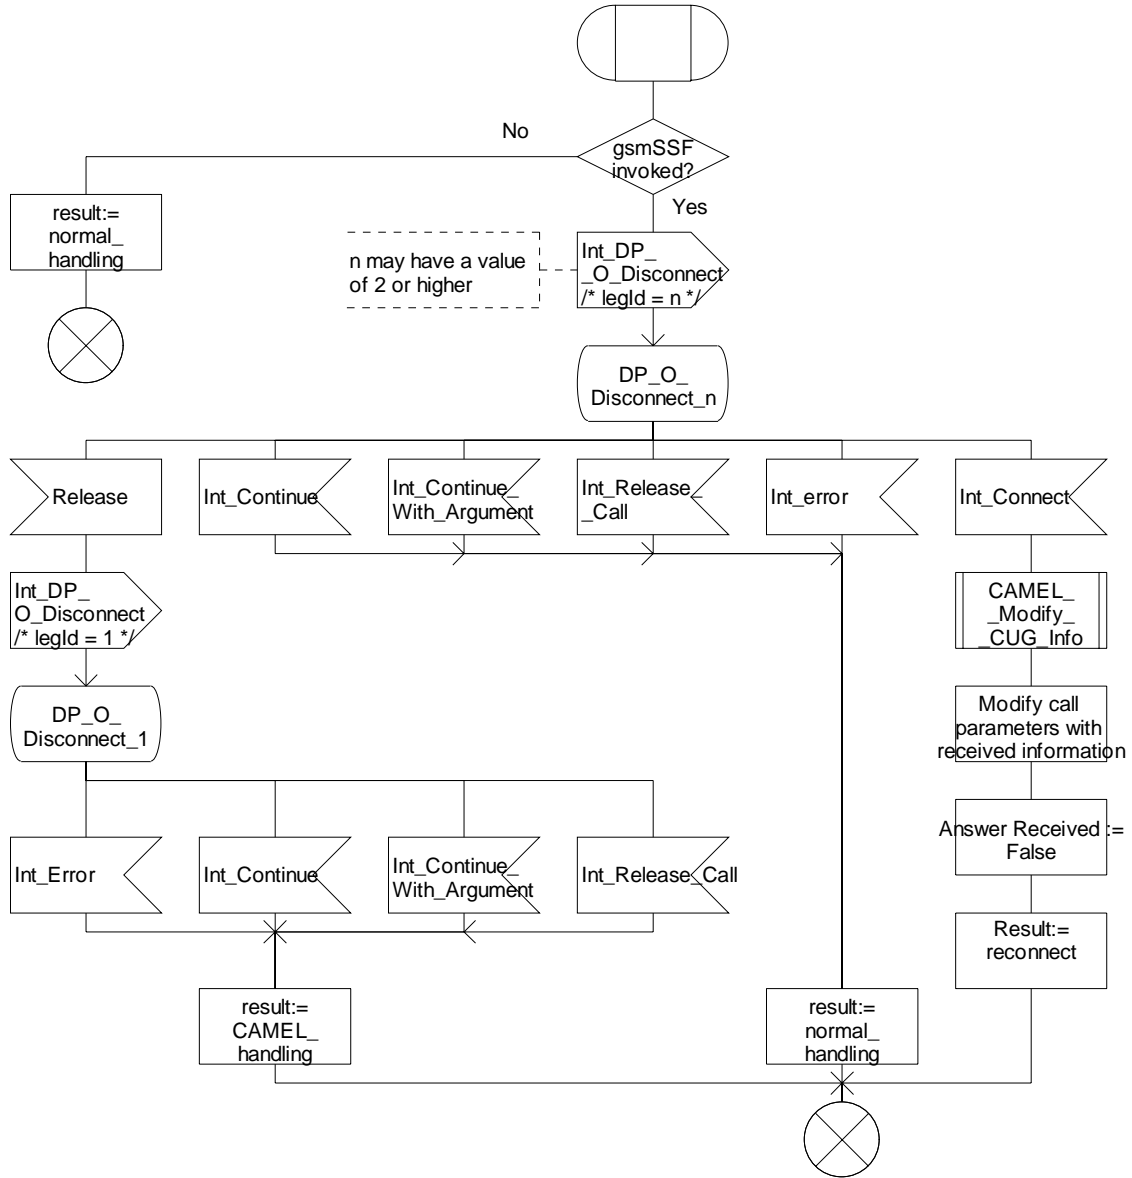 No
gsmSSF
invoked?
Yes
result:=
normal_
handling
n may have a value
of 2 or higher
Int_DP_
_O_Disconnect
/* legId = n */
DP_O_
Disconnect_n
Release
Int_Continue
Int_Continue_
With_Argument
Int_Release_
_Call
Int_error
Int_Connect
Int_DP_
O_Disconnect
/* legId = 1 */
CAMEL_
_Modify_
_CUG_Info
DP_O_
Disconnect_1
Modify call
parameters with
received information
Answer Received :=
False
Int_Error
Int_Continue
Int_Continue_
With_Argument
Int_Release_Call
Result:=
reconnect
result:=
CAMEL_
handling
result:=
normal_
handling